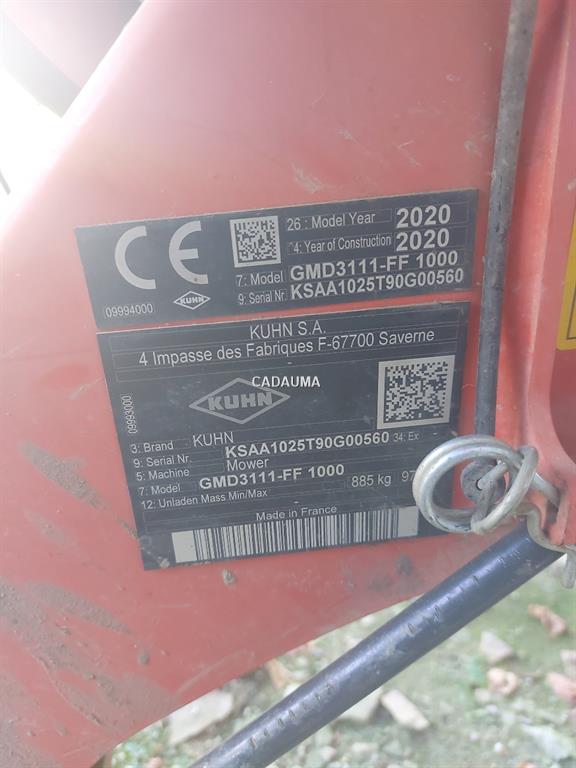 CE
09994000
26: Model Year 2020
4: Year of Construction 2020
7: Model GMD3111-FF 1000
9: Serial Nr. KSAA1025T90G00560
KUHN
KUHN S.A.
4 Impasse des Fabriques F-67700 Saverne
CADAUMA
KUHN
09993000
3: Brand KUHN
9: Serial Nr. KSAA1025T90G00560 34: Ex
5: Machine Mower
7: Model GMD3111-FF 1000
12: Unladen Mass Min/Max 885 kg 97
Made in France